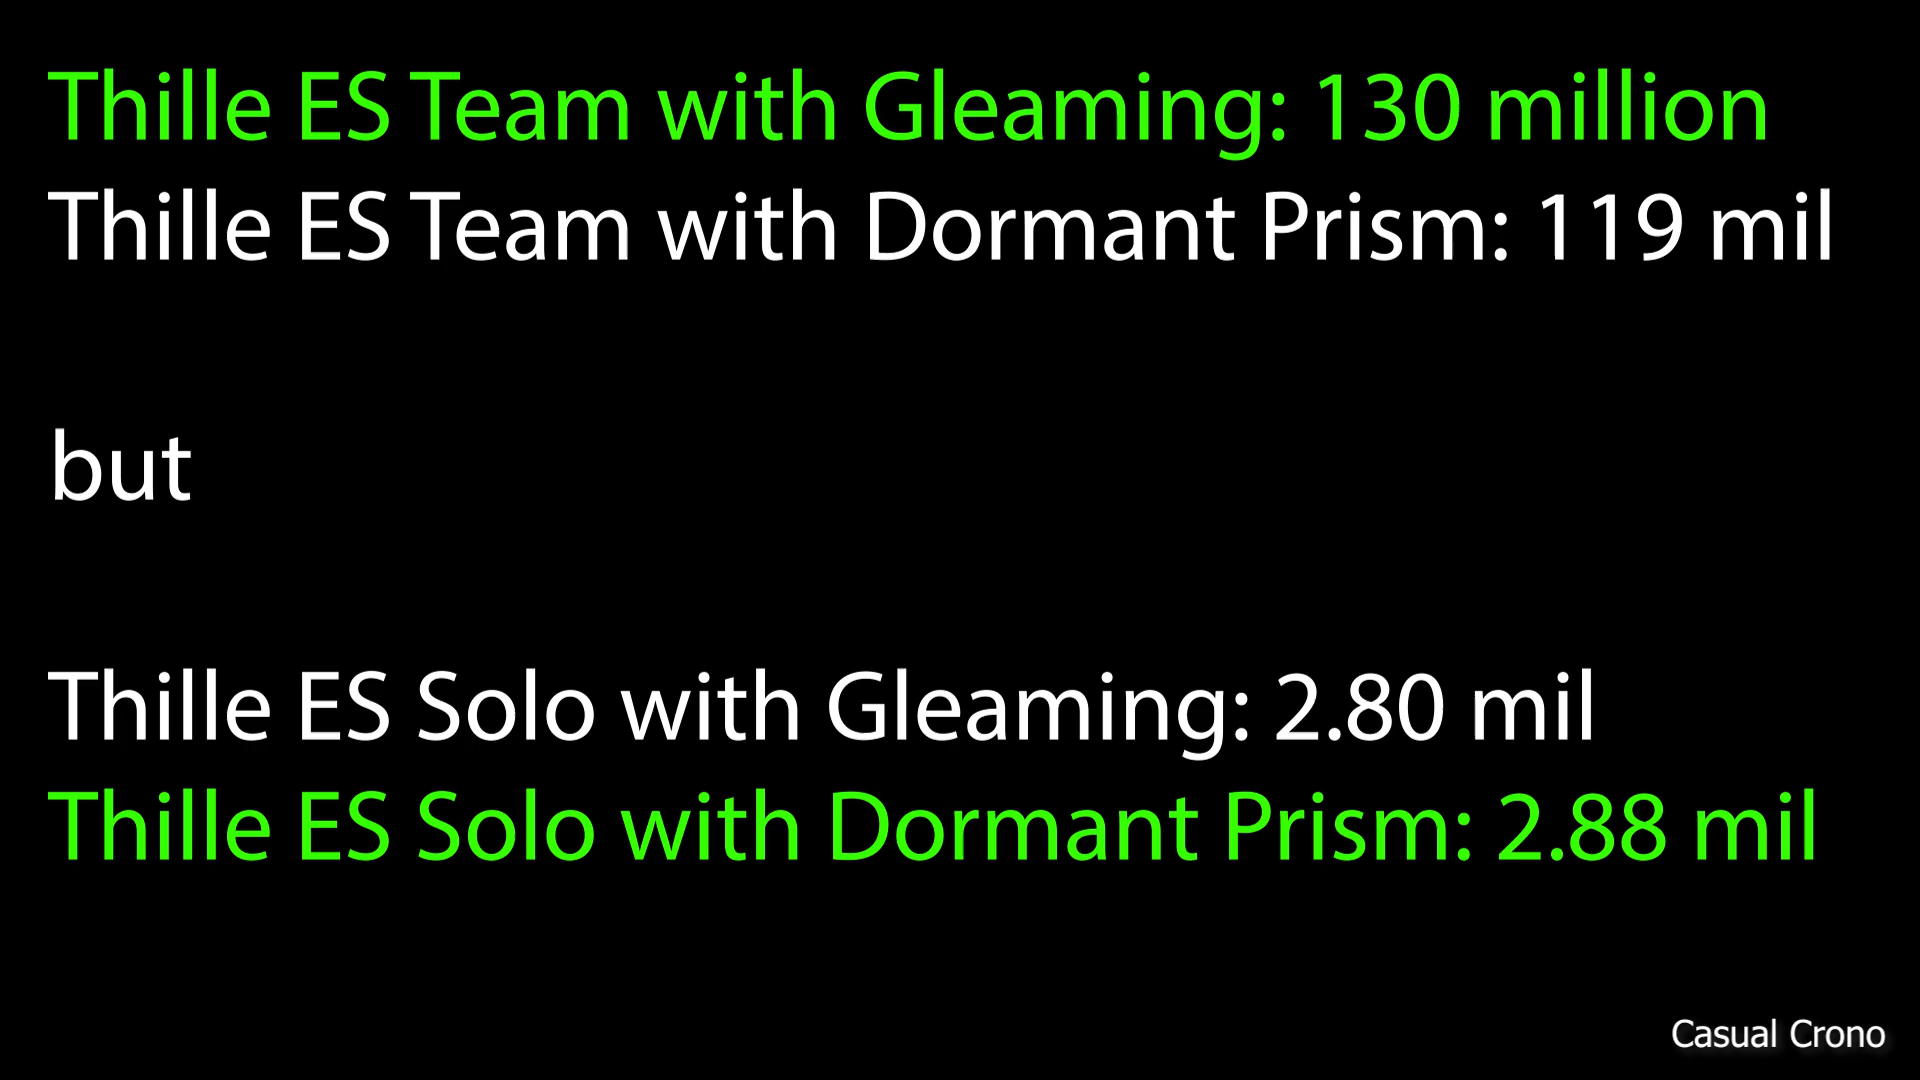 Thille ES Team with Gleaming: 130 million
Thille ES Team with Dormant Prism: 119 mil
but
Thille ES Solo with Gleaming: 2.80 mil
Thille ES Solo with Dormant Prism: 2.88 mil
Casual Crono